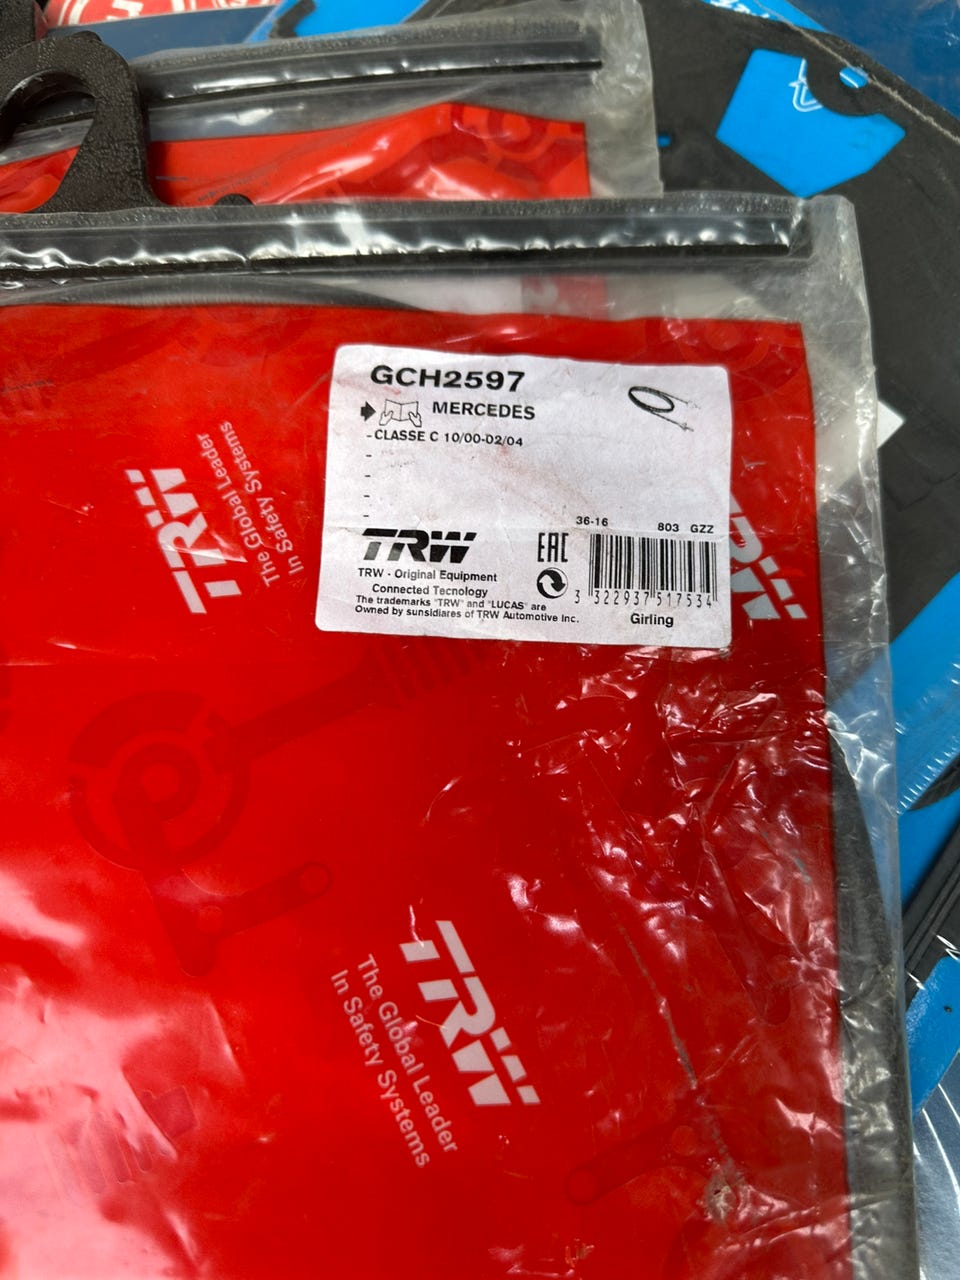 GCH2597
MERCEDES
- CLASSE C 10/00-02/04
-
-
-
-
36-16 803 GZZ
TRW
EAC
TRW - Original Equipment
Connected Tecnology
The trademarks "TRW" and "LUCAS" are
Owned by sunsidiares of TRW Automotive Inc.
3 322937 517534
Girling
TRW
The Global Leader
In Safety Systems
TRW
TRW
The Global Leader
In Safety Systems